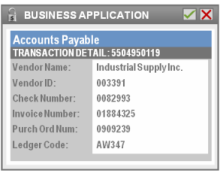 BUSINESS APPLICATION
Accounts Payable
TRANSACTION DETAIL: 5504950119
Vendor Name: Industrial Supply Inc.
Vendor ID: 003391
Check Number: 0082993
Invoice Number: 01884325
Purch Ord Num: 0909239
Ledger Code: AW347